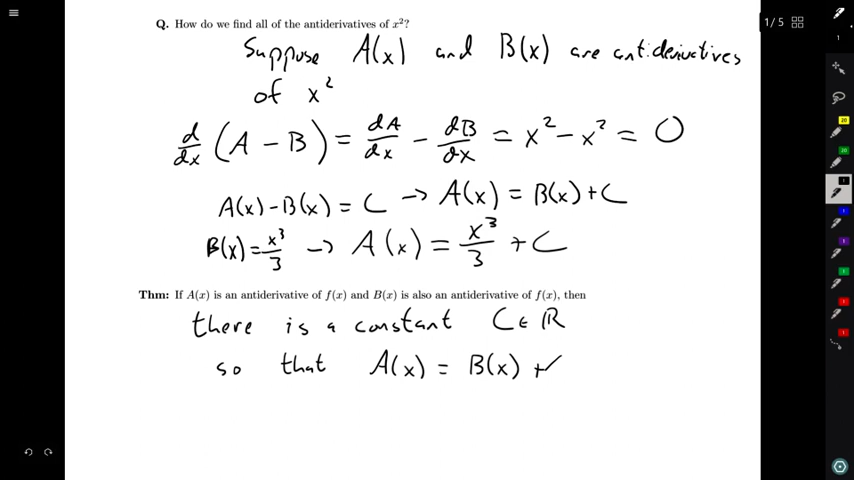 Q. How do we find all of the antiderivatives of x²?
1/5
Suppose A(x) and B(x) are antiderivatives
of x²
d/dx (A - B) = dA/dx - dB/dx = x² - x² = 0
A(x) - B(x) = C → A(x) = B(x) + C
B(x) = x³/3 → A(x) = x³/3 + C
Thm: If A(x) is an antiderivative of f(x) and B(x) is also an antiderivative of f(x), then
there is a constant C ∈ ℝ
so that A(x) = B(x) +